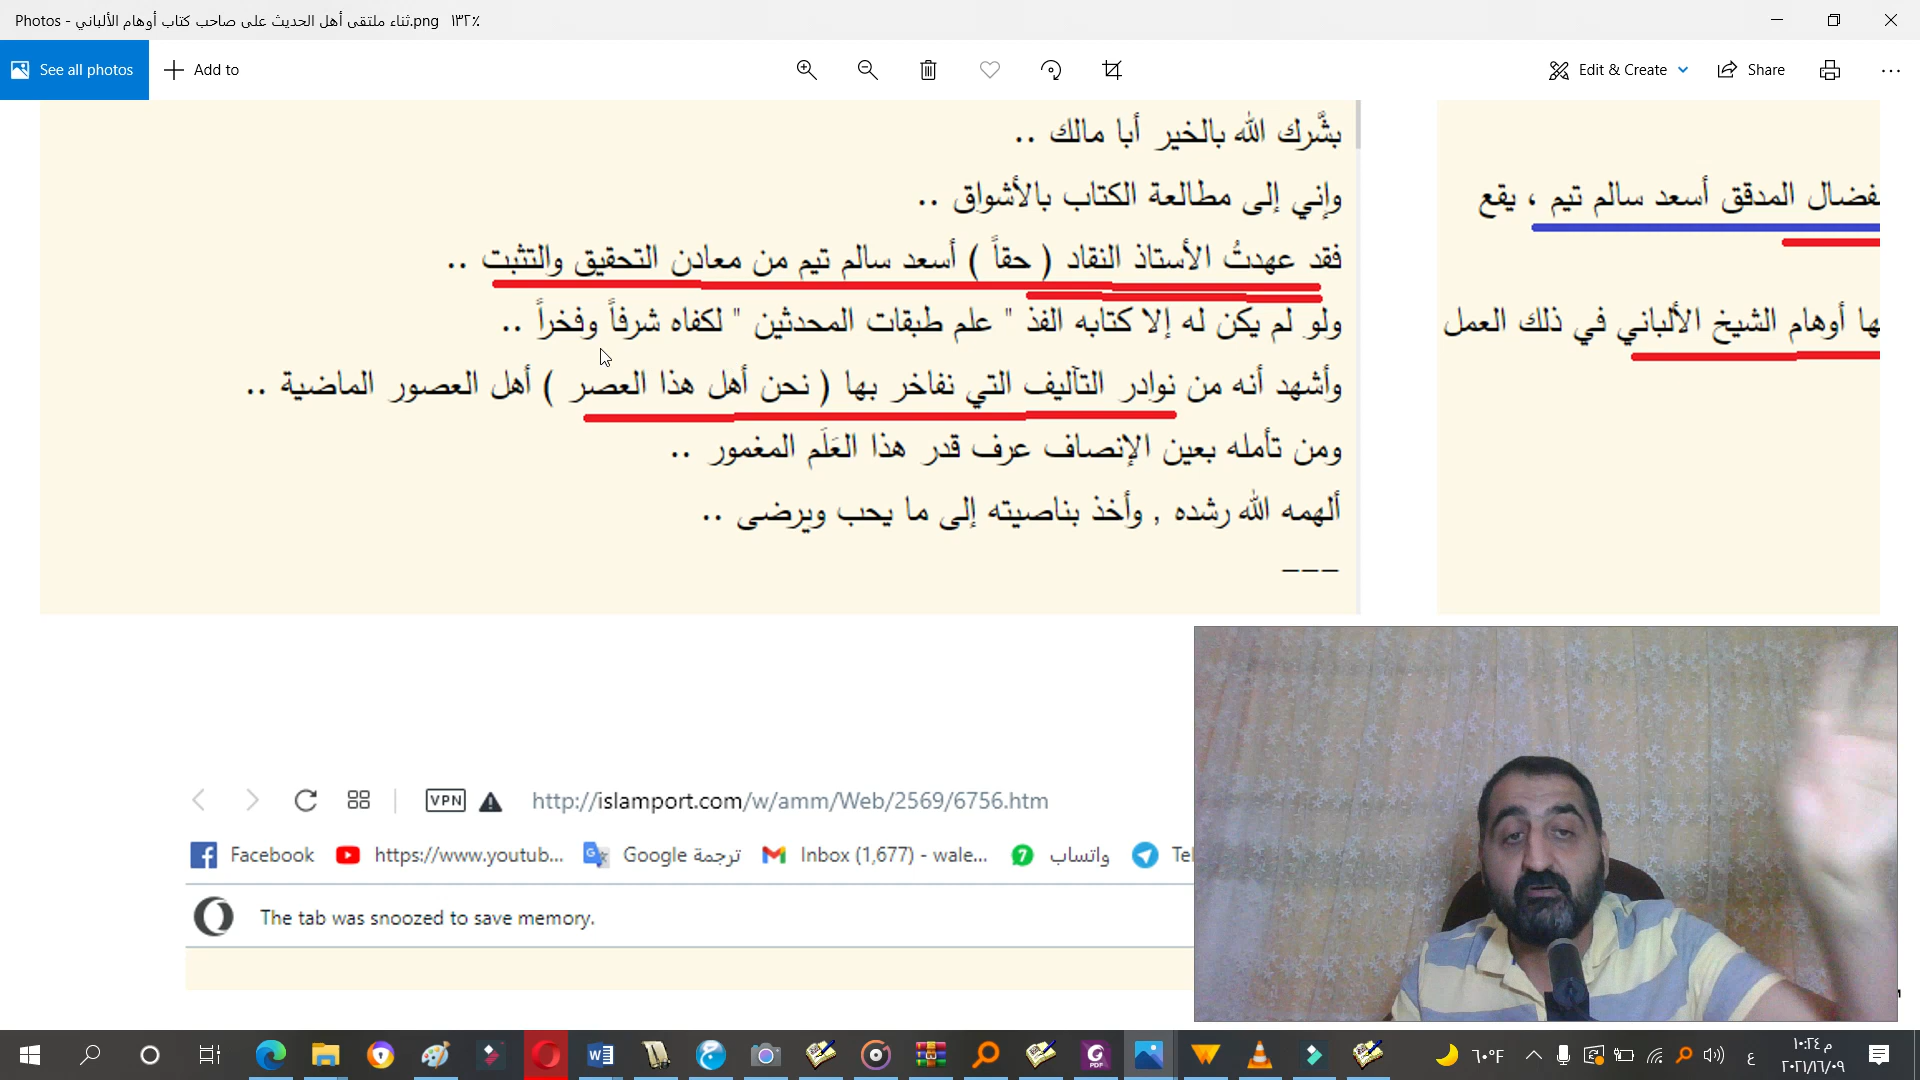 Photos - ثناء ملتقى أهل الحديث على صاحب كتاب أوهام الألباني.png ١٣٢٪
See all photos
Add to
Edit & Create
Share
بشَّرك الله بالخير أبا مالك ..
وإني إلى مطالعة الكتاب بالأشواق ..
فقد عهدتُ الأستاذ النقاد ( حقاً ) أسعد سالم تيم من معادن التحقيق والتثبت ..
ولو لم يكن له إلا كتابه الفذ " علم طبقات المحدثين " لكفاه شرفاً وفخراً ..
وأشهد أنه من نوادر التآليف التي نفاخر بها ( نحن أهل هذا العصر ) أهل العصور الماضية ..
ومن تأمله بعين الإنصاف عرف قدر هذا العَلَم المغمور ..
ألهمه الله رشده , وأخذ بناصيته إلى ما يحب ويرضى ..
---
المدقق أسعد سالم تيم ، يقع
أوهام الشيخ الألباني في ذلك العمل
VPN
http://islamport.com/w/amm/Web/2569/6756.htm
Facebook
https://www.youtub...
ترجمة Google
Inbox (1,677) - wale...
واتساب
The tab was snoozed to save memory.
٦٠°F
ع
١٠:٢٤ م